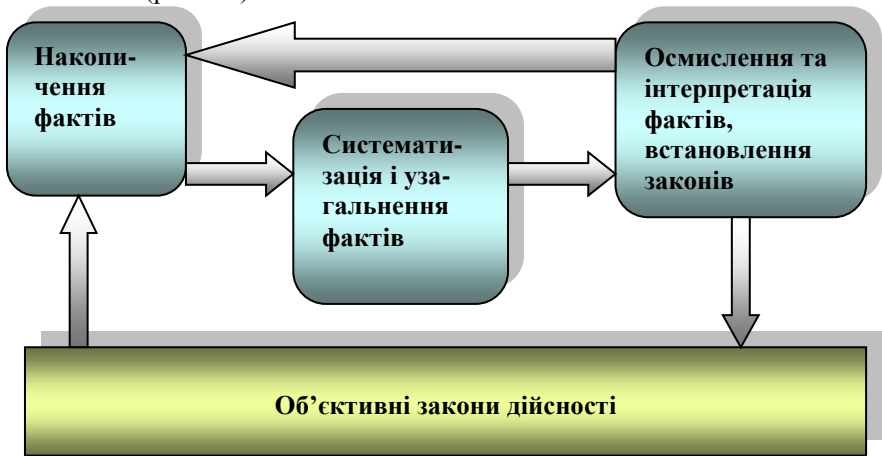 Накопи-
чення
фактів
Системати-
зація і уза-
гальнення
фактів
Осмислення та
інтерпретація
фактів,
встановлення
законів
Об’єктивні закони дійсності